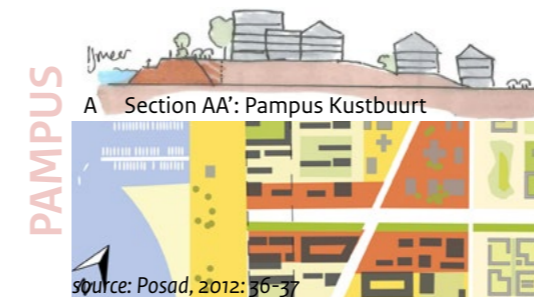 PAMPUS
IJmeer
A Section AA’: Pampus Kustbuurt
source: Posad, 2012: 36-37